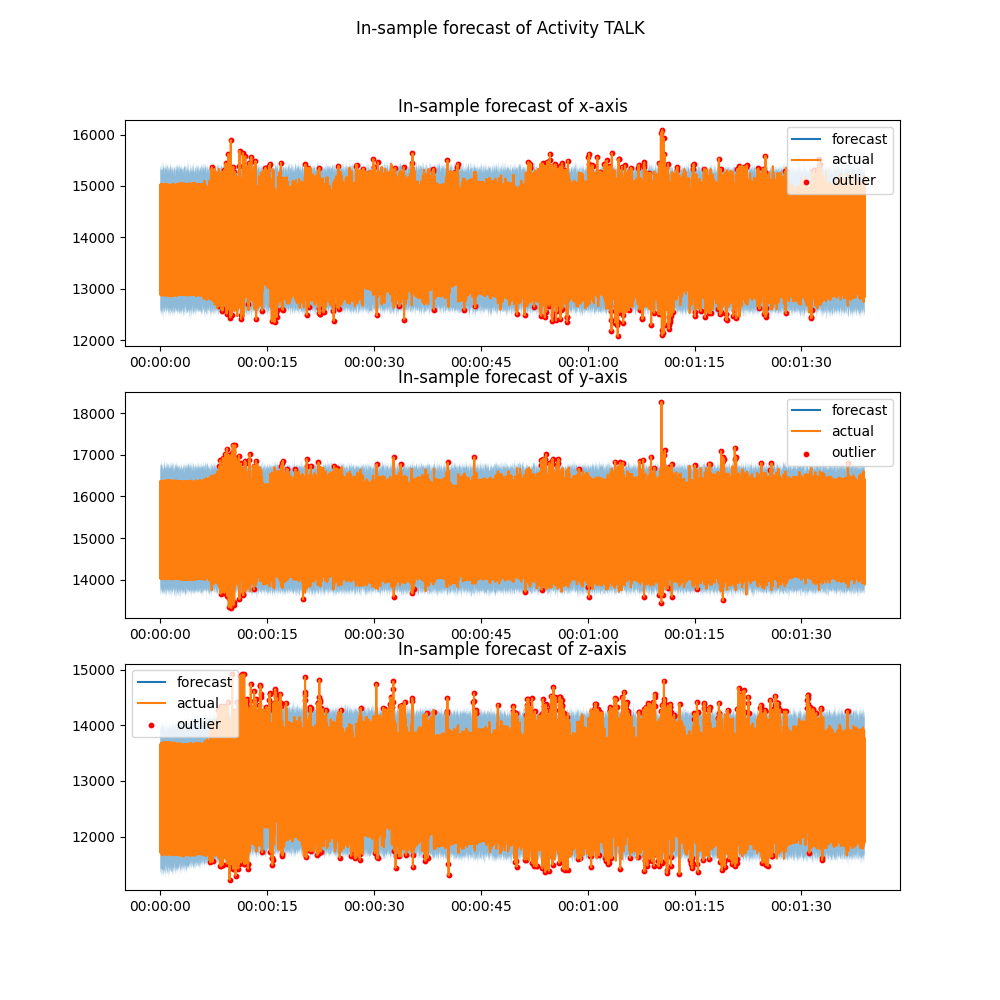 In-sample forecast of Activity TALK
In-sample forecast of x-axis
16000
15000
14000
13000
12000
forecast
actual
outlier
00:00:00 00:00:15 00:00:30 00:00:45 00:01:00 00:01:15 00:01:30
In-sample forecast of y-axis
18000
17000
16000
15000
14000
forecast
actual
outlier
00:00:00 00:00:15 00:00:30 00:00:45 00:01:00 00:01:15 00:01:30
In-sample forecast of z-axis
15000
14000
13000
12000
forecast
actual
outlier
00:00:00 00:00:15 00:00:30 00:00:45 00:01:00 00:01:15 00:01:30